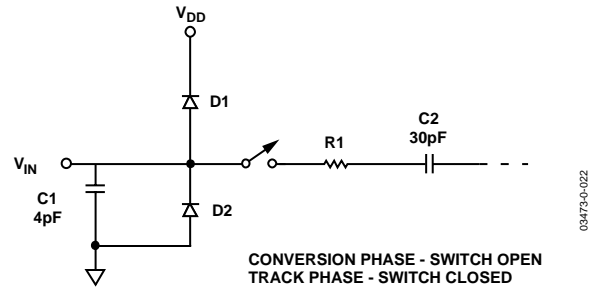 VDD
D1
R1
C2
30pF
VIN
C1
4pF
D2
CONVERSION PHASE - SWITCH OPEN
TRACK PHASE - SWITCH CLOSED
03473-0-022